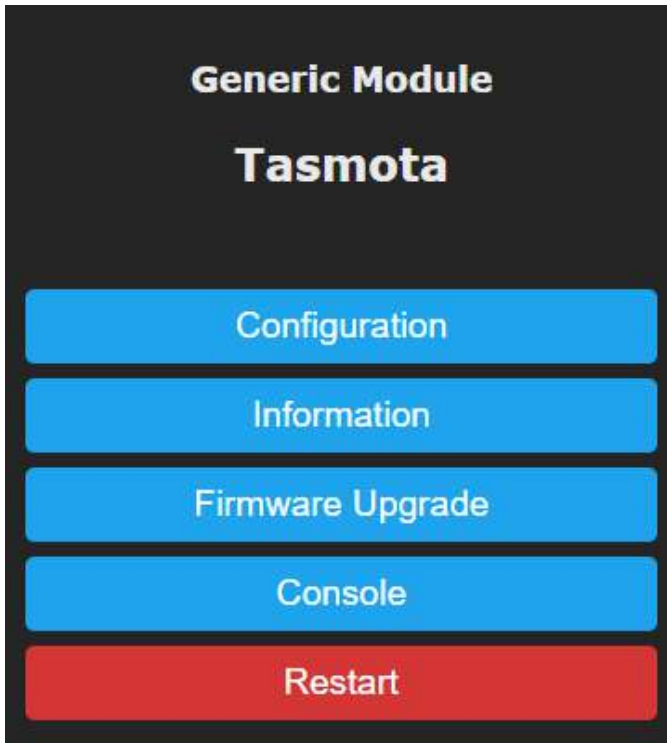 Generic Module
Tasmota
Configuration
Information
Firmware Upgrade
Console
Restart